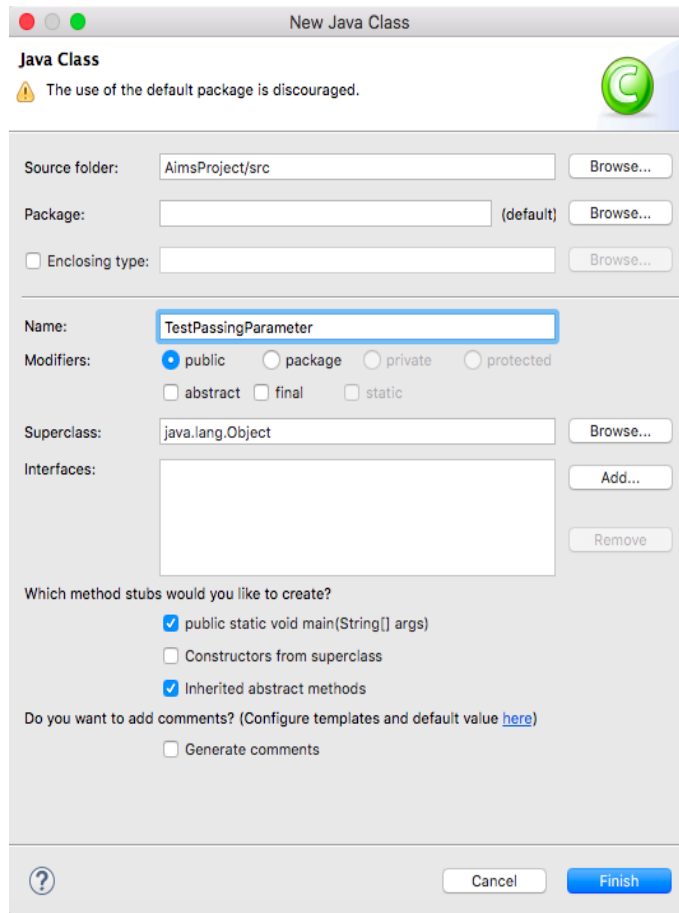 New Java Class
Java Class
The use of the default package is discouraged.
C
Source folder: AimsProject/src Browse...
Package: (default) Browse...
Enclosing type: Browse...
Name: TestPassingParameter
Modifiers: public package private protected
abstract final static
Superclass: java.lang.Object Browse...
Interfaces: Add...
Remove
Which method stubs would you like to create?
public static void main(String[] args)
Constructors from superclass
Inherited abstract methods
Do you want to add comments? (Configure templates and default value here)
Generate comments
? Cancel Finish